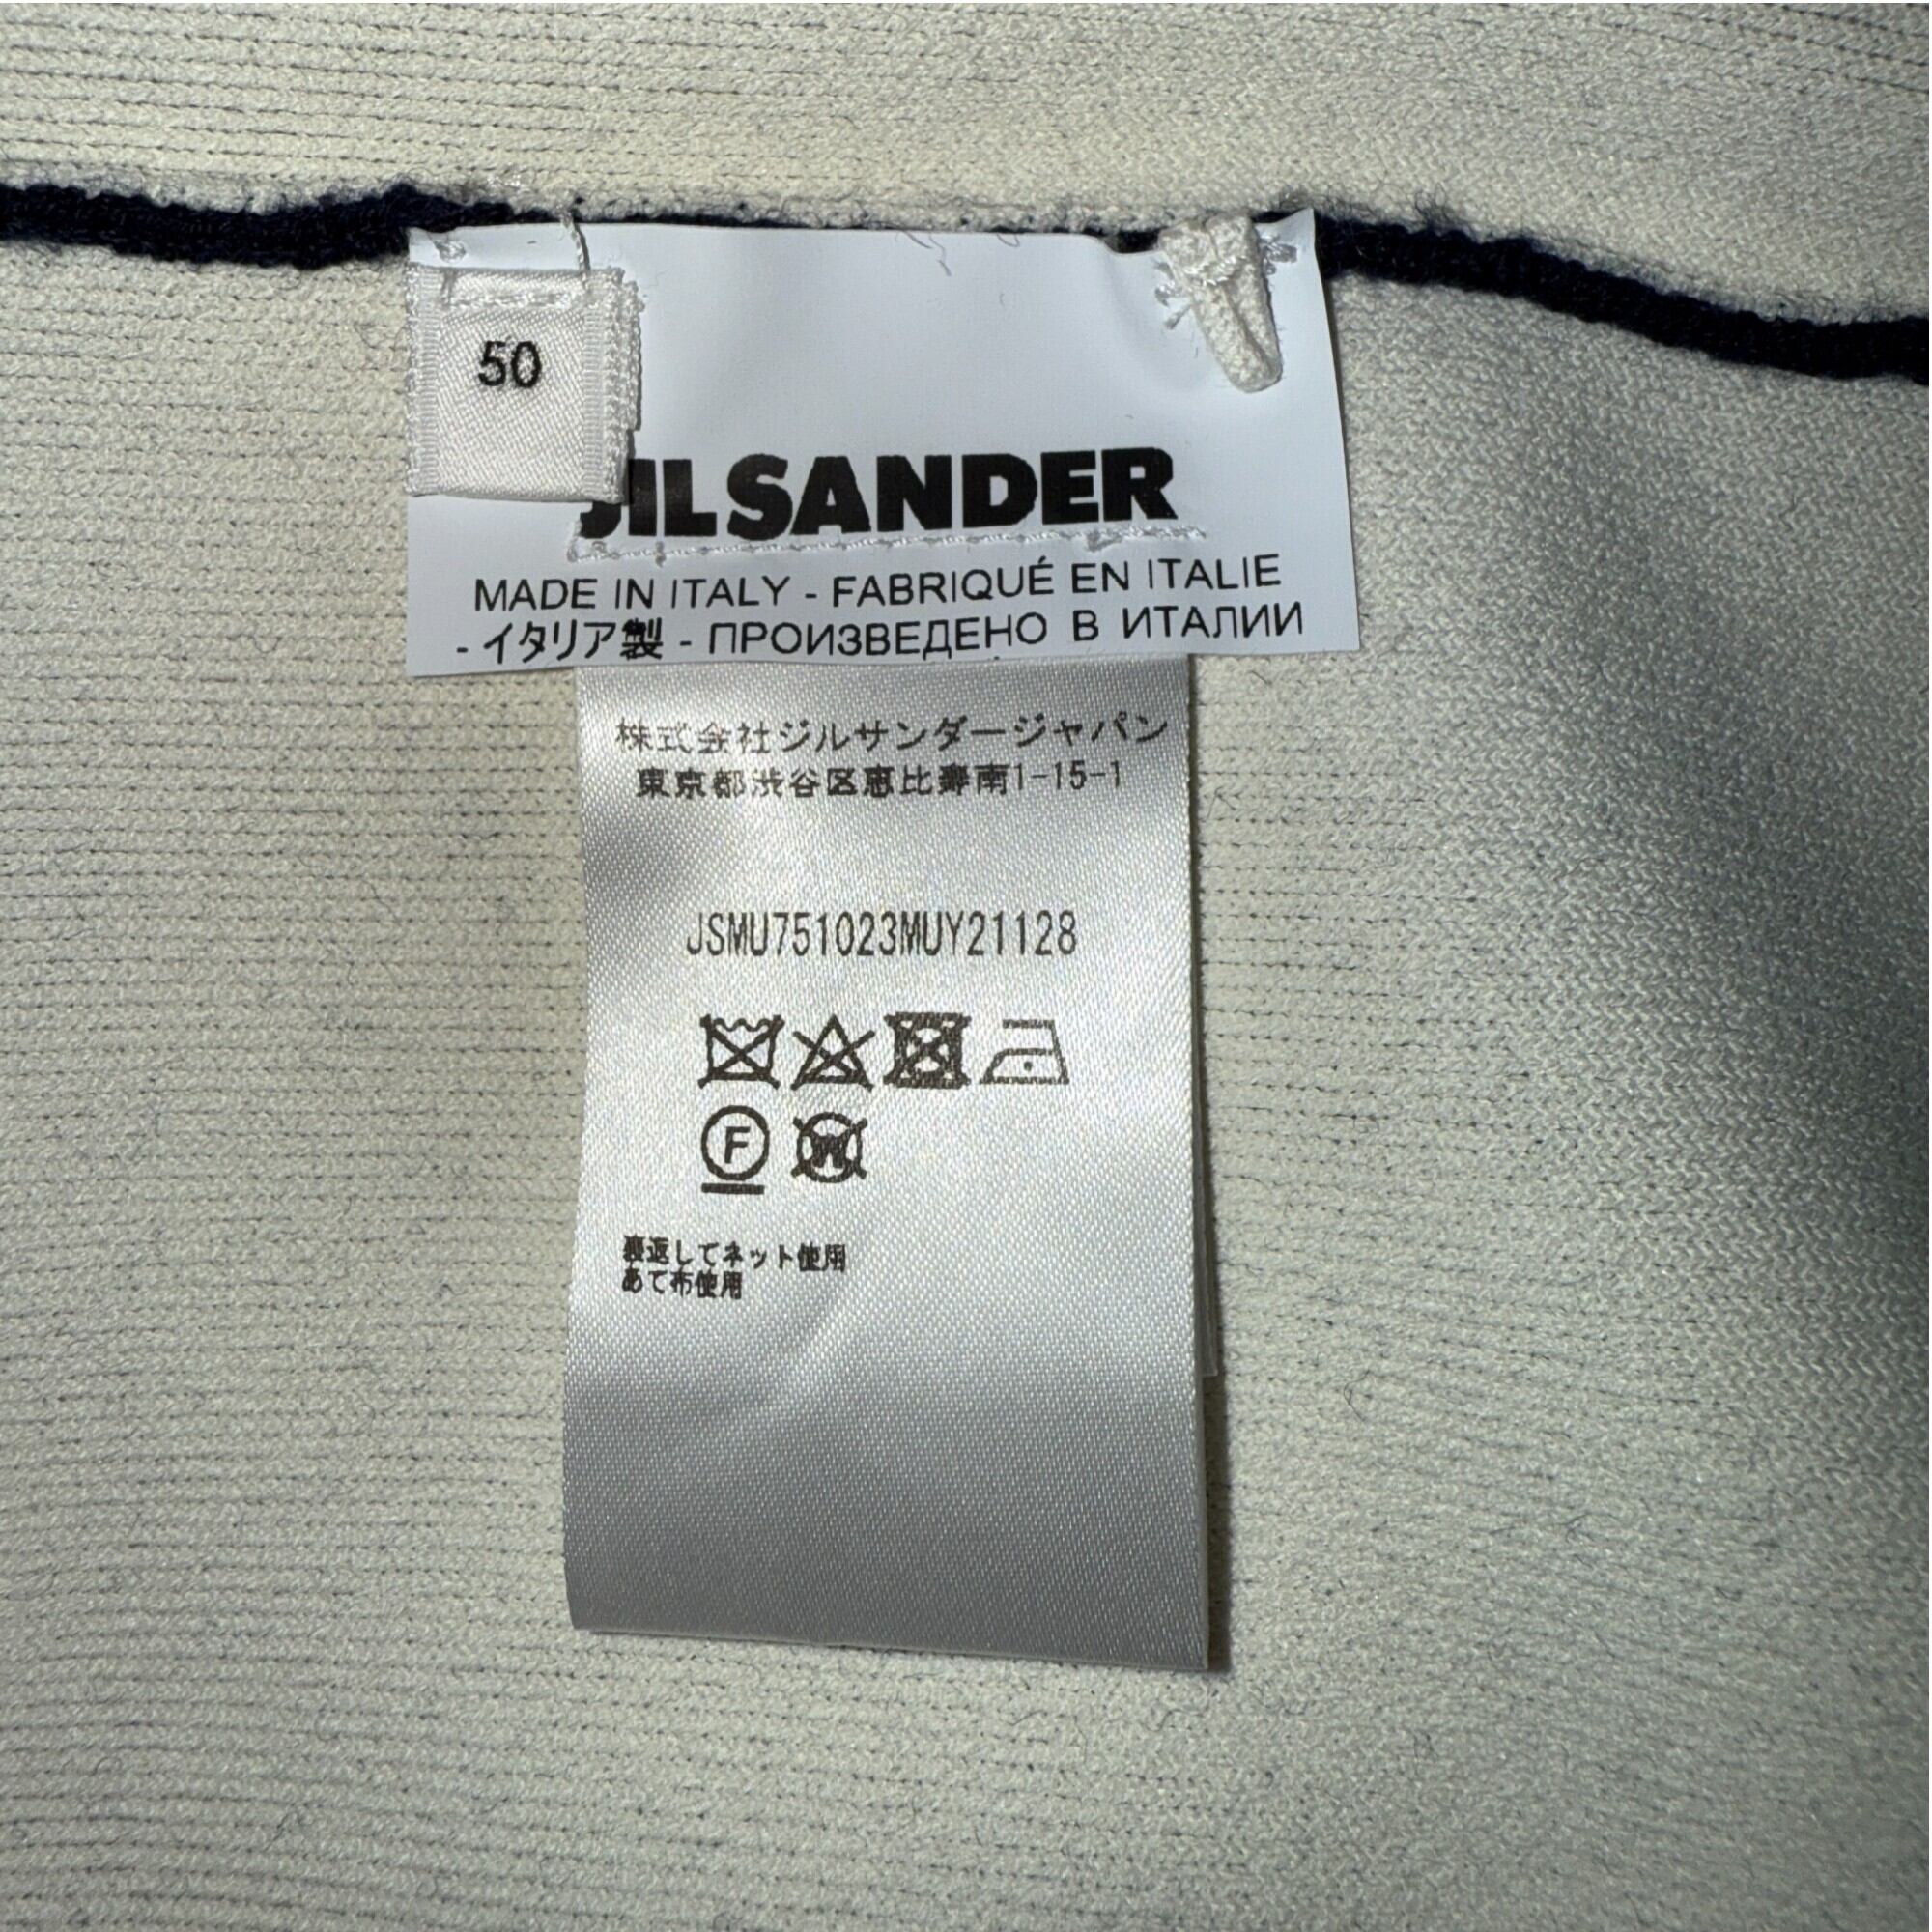 50
JIL SANDER
MADE IN ITALY - FABRIQUÉ EN ITALIE
- イタリア製 - ПРОИЗВЕДЕНО В ИТАЛИИ
株式会社ジルサンダージャパン
東京都渋谷区恵比寿南1-15-1
JSMU751023MUY21128
F W
裏返してネット使用
あて布使用